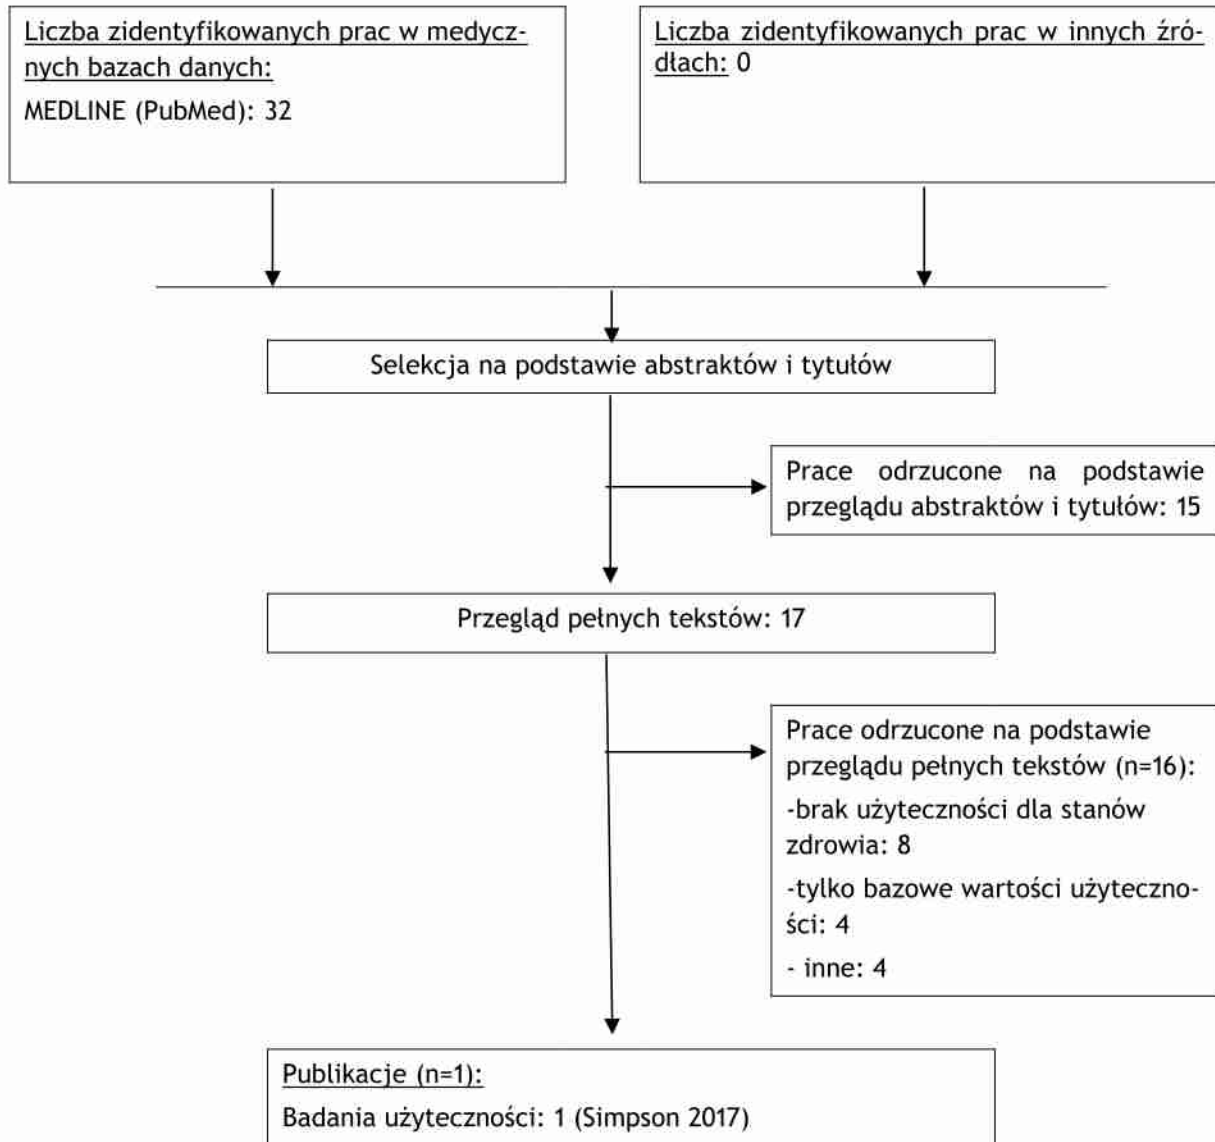 Liczba zidentyfikowanych prac w medycz-
nych bazach danych:
MEDLINE (PubMed): 32
Liczba zidentyfikowanych prac w innych źró-
dłach: 0
Selekcja na podstawie abstraktów i tytułów
Prace odrzucone na podstawie
przeglądu abstraktów i tytułów: 15
Przegląd pełnych tekstów: 17
Prace odrzucone na podstawie
przeglądu pełnych tekstów (n=16):
-brak użyteczności dla stanów
zdrowia: 8
-tylko bazowe wartości użyteczno-
ści: 4
- inne: 4
Publikacje (n=1):
Badania użyteczności: 1 (Simpson 2017)